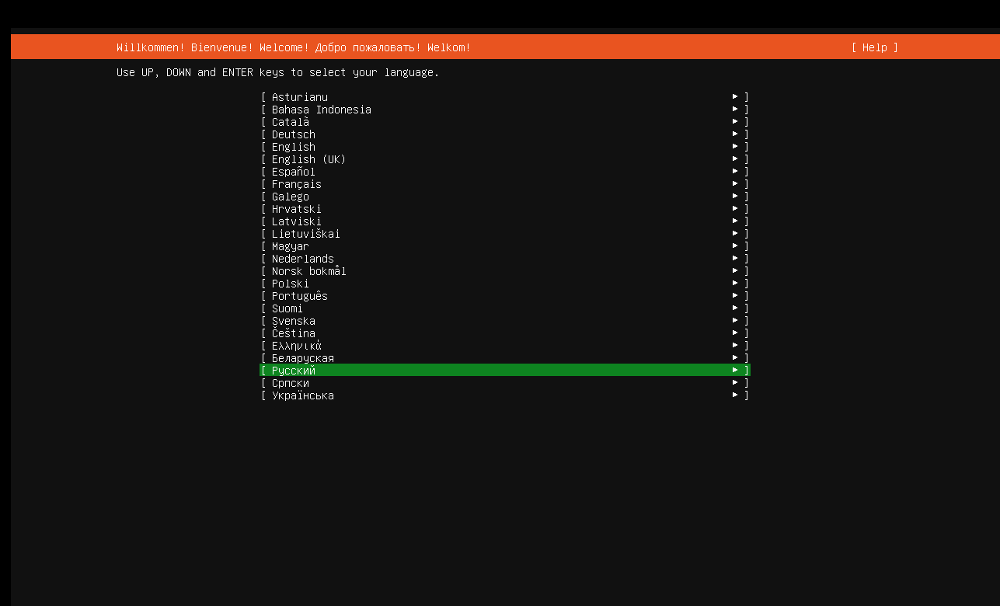 Willkommen! Bienvenue! Welcome! Добро пожаловать! Welkom! [ Help ]
Use UP, DOWN and ENTER keys to select your language.
[ Asturianu ► ]
[ Bahasa Indonesia ► ]
[ Català ► ]
[ Deutsch ► ]
[ English ► ]
[ English (UK) ► ]
[ Español ► ]
[ Français ► ]
[ Galego ► ]
[ Hrvatski ► ]
[ Latviski ► ]
[ Lietuviškai ► ]
[ Magyar ► ]
[ Nederlands ► ]
[ Norsk bokmål ► ]
[ Polski ► ]
[ Português ► ]
[ Suomi ► ]
[ Svenska ► ]
[ Čeština ► ]
[ Ελληνικά ► ]
[ Беларуская ► ]
[ Русский ► ]
[ Српски ► ]
[ Українська ► ]